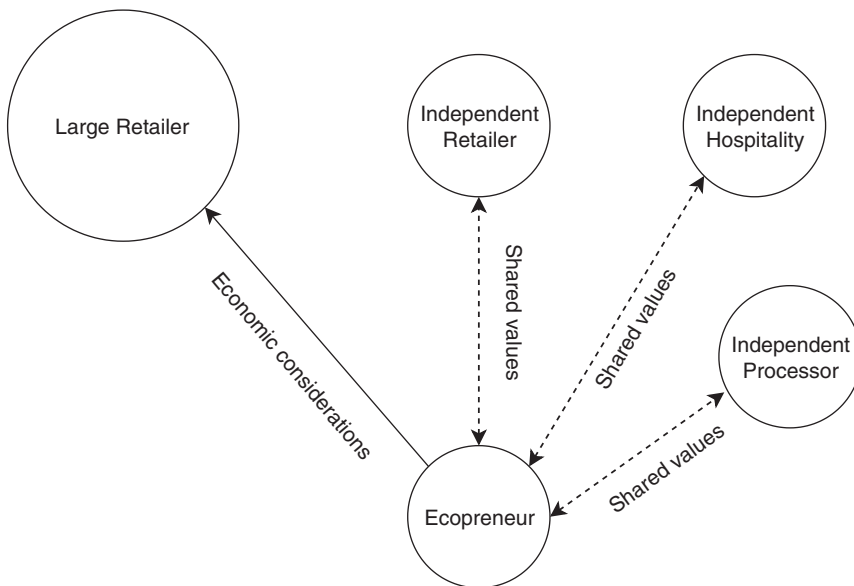 Large Retailer
Independent
Retailer
Independent
Hospitality
Economic considerations
Shared values
Shared values
Independent
Processor
Shared values
Ecopreneur